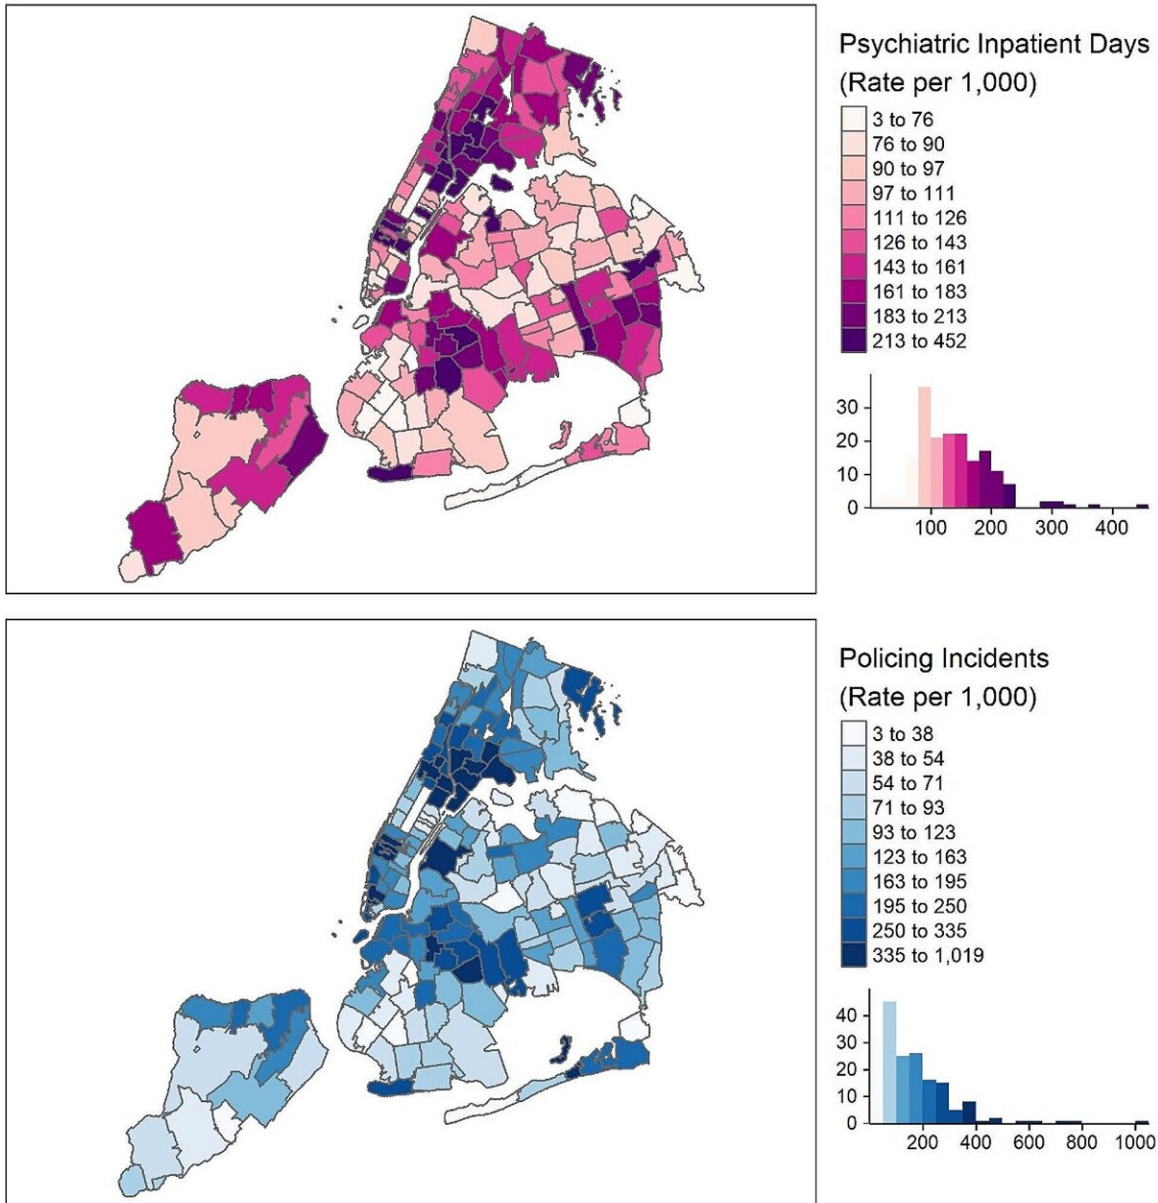 Psychiatric Inpatient Days
(Rate per 1,000)
3 to 76
76 to 90
90 to 97
97 to 111
111 to 126
126 to 143
143 to 161
161 to 183
183 to 213
213 to 452
30
20
10
0
100 200 300 400
Policing Incidents
(Rate per 1,000)
3 to 38
38 to 54
54 to 71
71 to 93
93 to 123
123 to 163
163 to 195
195 to 250
250 to 335
335 to 1,019
40
30
20
10
0
200 400 600 800 1000